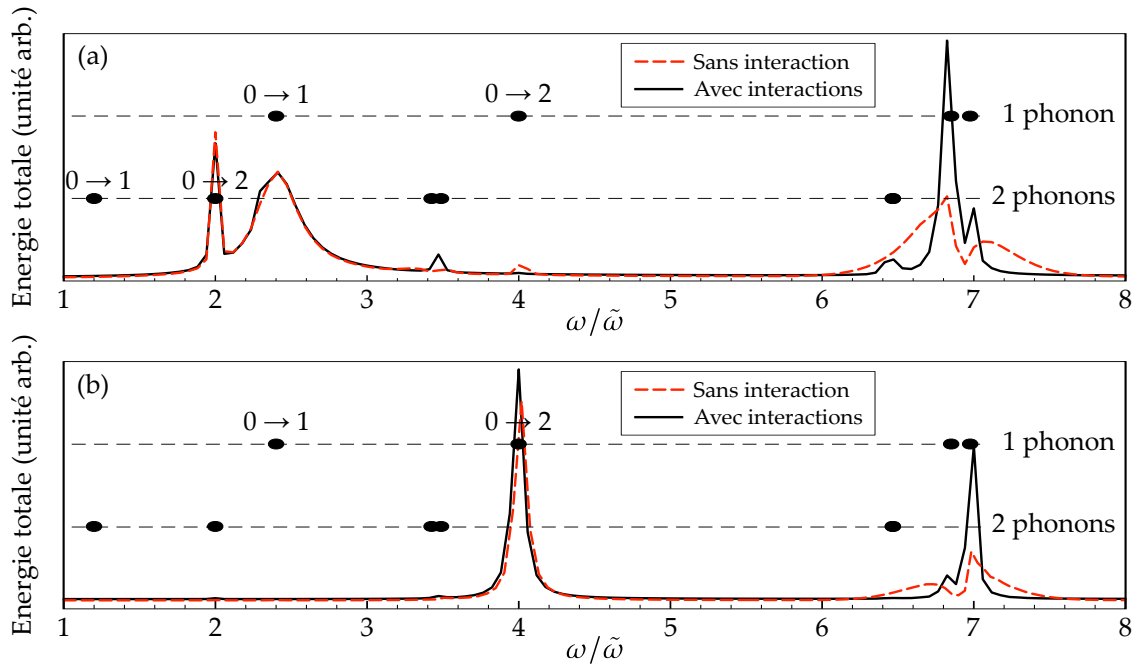 (a)
Sans interaction
Avec interactions
0 → 1
0 → 2
1 phonon
0 → 1
0 → 2
2 phonons
Energie totale (unité arb.)
1 2 3 4 5 6 7 8
ω/ω̃
(b)
Sans interaction
Avec interactions
0 → 1
0 → 2
1 phonon
2 phonons
Energie totale (unité arb.)
1 2 3 4 5 6 7 8
ω/ω̃